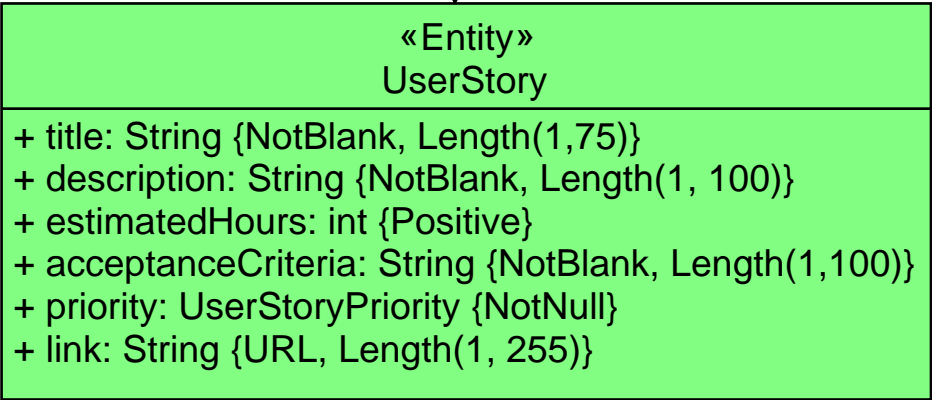 «Entity»
UserStory
+ title: String {NotBlank, Length(1,75)}
+ description: String {NotBlank, Length(1, 100)}
+ estimatedHours: int {Positive}
+ acceptanceCriteria: String {NotBlank, Length(1,100)}
+ priority: UserStoryPriority {NotNull}
+ link: String {URL, Length(1, 255)}